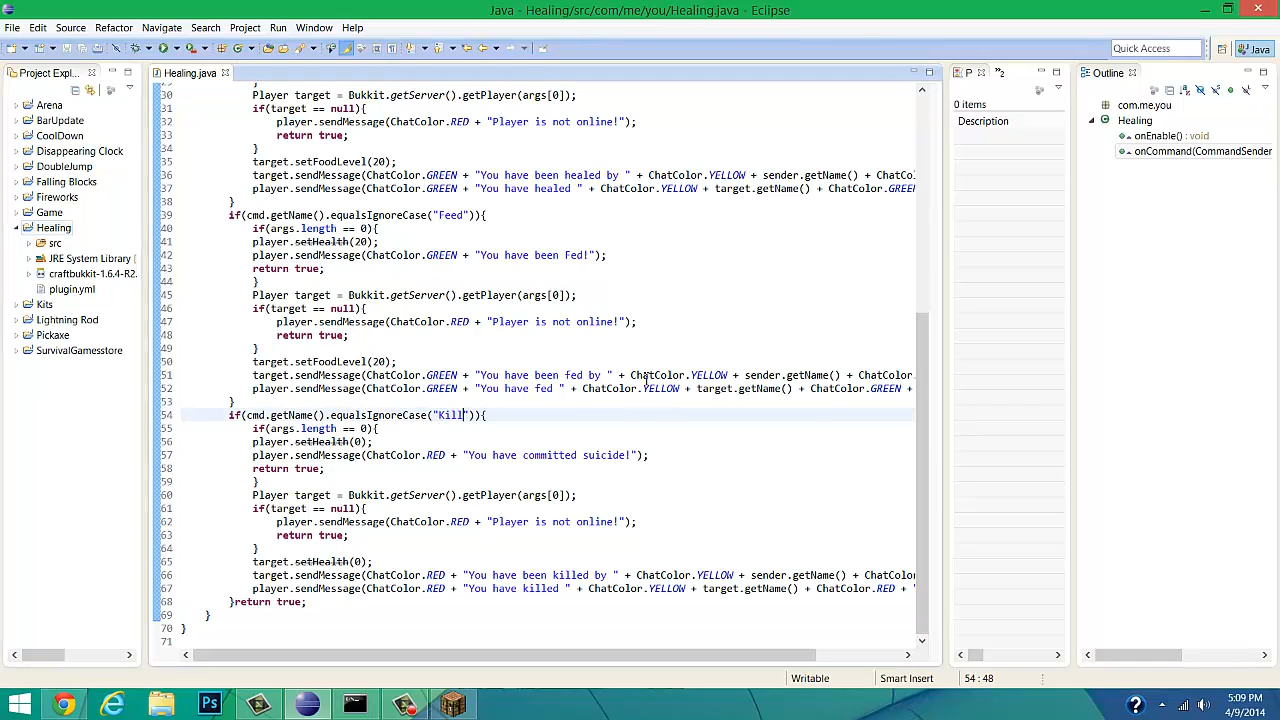 Java - Healing/src/com/me/you/Healing.java - Eclipse
File Edit Source Refactor Navigate Search Project Run Window Help
Quick Access
Java
Project Expl...
Healing.java
P
»2
Outline
Arena
BarUpdate
CoolDown
Disappearing Clock
DoubleJump
Falling Blocks
Fireworks
Game
Healing
src
JRE System Library [
craftbukkit-1.6.4-R2.
plugin.yml
Kits
Lightning Rod
Pickaxe
SurvivalGamesstore
29 }
30 Player target = Bukkit.getServer().getPlayer(args[0]);
31 if(target == null){
32 player.sendMessage(ChatColor.RED + "Player is not online!");
33 return true;
34 }
35 target.setFoodLevel(20);
36 target.sendMessage(ChatColor.GREEN + "You have been healed by " + ChatColor.YELLOW + sender.getName() + ChatCo
37 player.sendMessage(ChatColor.GREEN + "You have healed " + ChatColor.YELLOW + target.getName() + ChatColor.GREE
38 }
39 if(cmd.getName().equalsIgnoreCase("Feed")){
40 if(args.length == 0){
41 player.setHealth(20);
42 player.sendMessage(ChatColor.GREEN + "You have been Fed!");
43 return true;
44 }
45 Player target = Bukkit.getServer().getPlayer(args[0]);
46 if(target == null){
47 player.sendMessage(ChatColor.RED + "Player is not online!");
48 return true;
49 }
50 target.setFoodLevel(20);
51 target.sendMessage(ChatColor.GREEN + "You have been fed by " + ChatColor.YELLOW + sender.getName() + ChatColor.
52 player.sendMessage(ChatColor.GREEN + "You have fed " + ChatColor.YELLOW + target.getName() + ChatColor.GREEN +
53 }
54 if(cmd.getName().equalsIgnoreCase("Kill")){
55 if(args.length == 0){
56 player.setHealth(0);
57 player.sendMessage(ChatColor.RED + "You have committed suicide!");
58 return true;
59 }
60 Player target = Bukkit.getServer().getPlayer(args[0]);
61 if(target == null){
62 player.sendMessage(ChatColor.RED + "Player is not online!");
63 return true;
64 }
65 target.setHealth(0);
66 target.sendMessage(ChatColor.RED + "You have been killed by " + ChatColor.YELLOW + sender.getName() + ChatColo
67 player.sendMessage(ChatColor.RED + "You have killed " + ChatColor.YELLOW + target.getName() + ChatColor.RED + "
68 }return true;
69 }
70 }
71
0 items
Description
com.me.you
Healing
onEnable() : void
onCommand(CommandSender
Writable
Smart Insert
54 : 48
Ps
5:09 PM
4/9/2014